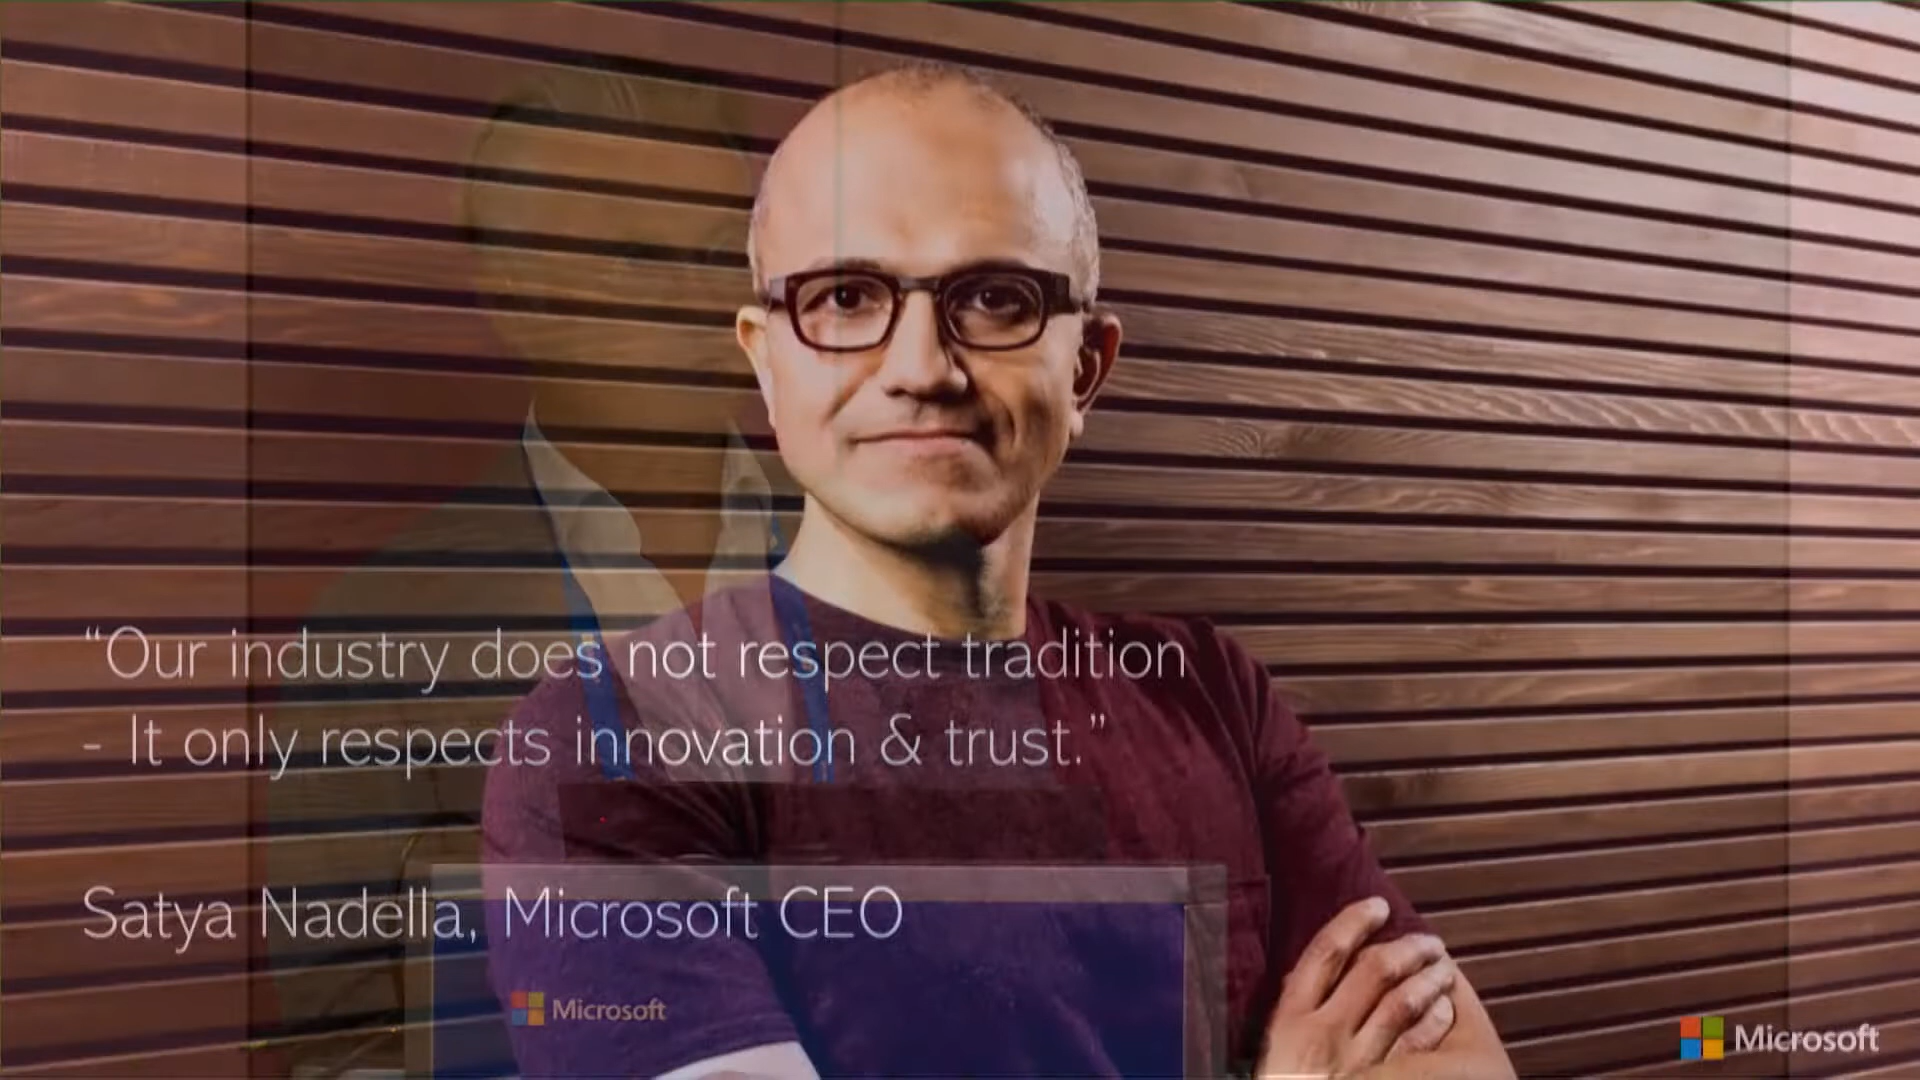 “Our industry does not respect tradition
- It only respects innovation & trust.”
Satya Nadella, Microsoft CEO
Microsoft
Microsoft